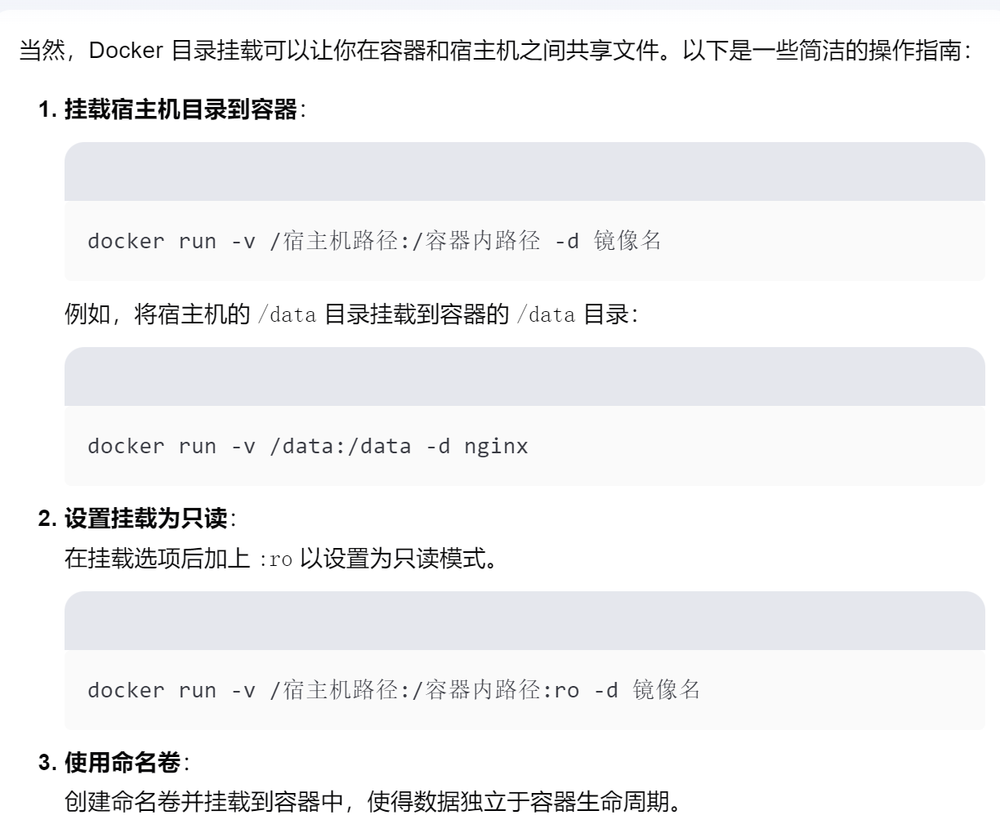 当然，Docker 目录挂载可以让你在容器和宿主机之间共享文件。以下是一些简洁的操作指南：
1. 挂载宿主机目录到容器：
docker run -v /宿主机路径:/容器内路径 -d 镜像名
例如，将宿主机的 /data 目录挂载到容器的 /data 目录：
docker run -v /data:/data -d nginx
2. 设置挂载为只读：
在挂载选项后加上 :ro 以设置为只读模式。
docker run -v /宿主机路径:/容器内路径:ro -d 镜像名
3. 使用命名卷：
创建命名卷并挂载到容器中，使得数据独立于容器生命周期。